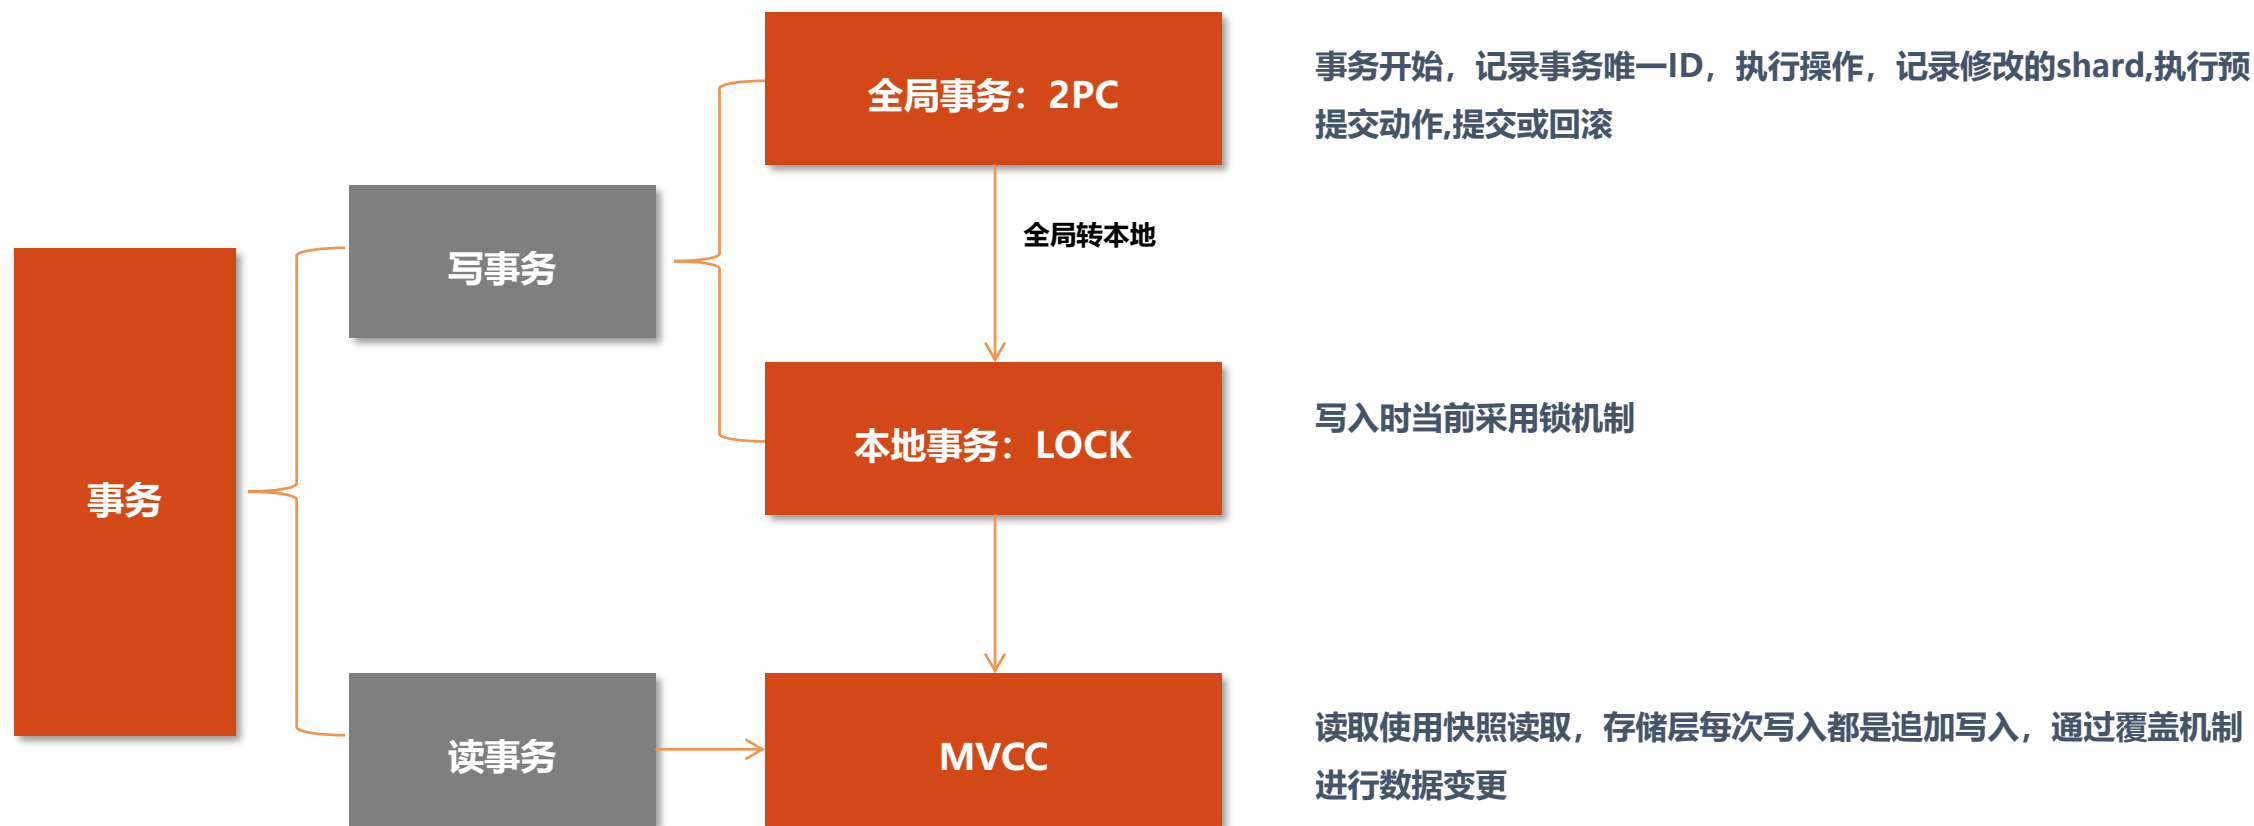 全局事务：2PC
事务开始，记录事务唯一ID，执行操作，记录修改的shard,执行预
提交动作,提交或回滚
写事务
全局转本地
本地事务：LOCK
写入时当前采用锁机制
事务
读事务
MVCC
读取使用快照读取，存储层每次写入都是追加写入，通过覆盖机制
进行数据变更